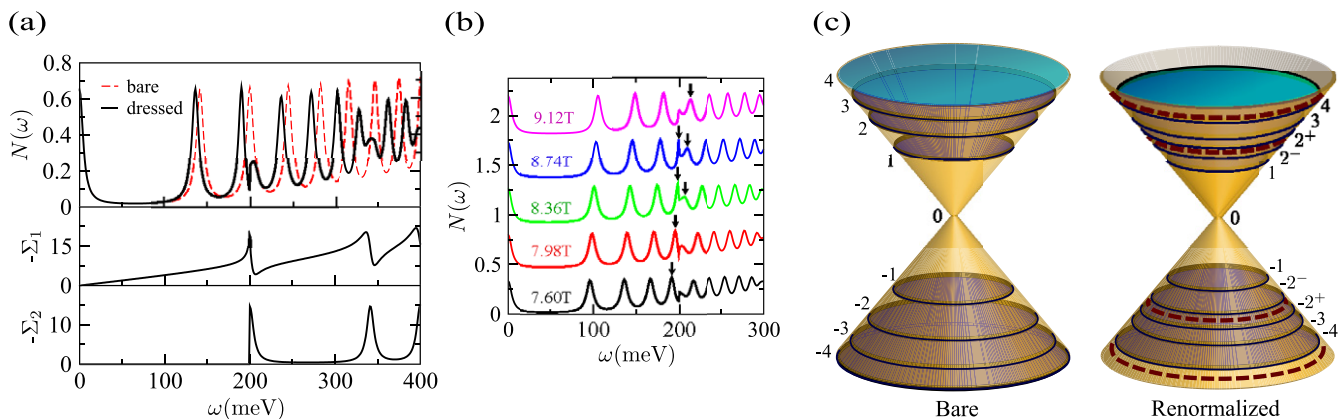 (a)
0.8
0.6
0.4
0.2
0
N(ω)
bare
dressed
15
0
-Σ₁
15
0
-Σ₂
0 100 200 300 400
ω(meV)
(b)
2
1.5
1
0.5
0
N(ω)
9.12T
8.74T
8.36T
7.98T
7.60T
0 100 200 300
ω(meV)
(c)
4
3
2
1
0
-1
-2
-3
-4
Bare
4
3
2⁺
2⁻
1
0
-1
-2⁻
-2⁺
-3
-4
Renormalized